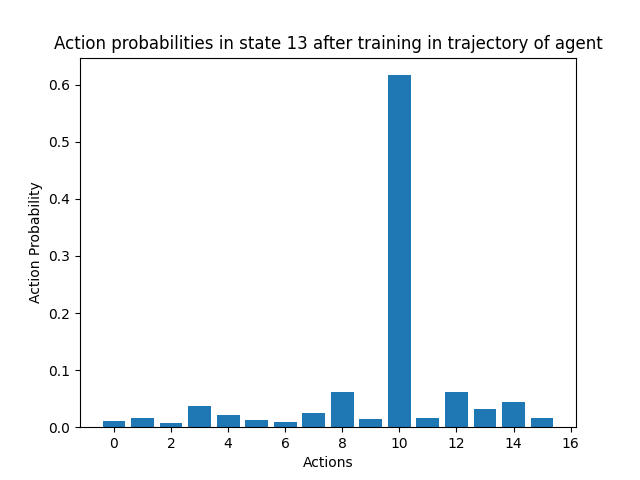 Action probabilities in state 13 after training in trajectory of agent
0.6
0.5
0.4
0.3
0.2
0.1
0.0
Action Probability
0 2 4 6 8 10 12 14 16
Actions